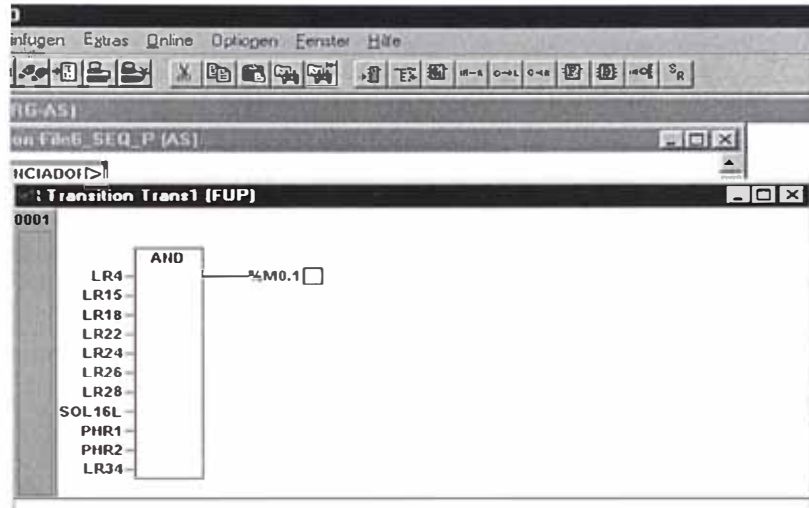 infugen Extras Online Optionen Fenster Hilfe
RG-AS]
on File6_SEQ_P (AS)
NCIADOR
Transition Trans1 (FUP)
0001
AND
LR4
%M0.1
LR15
LR18
LR22
LR24
LR26
LR28
SOL16L
PHR1
PHR2
LR34